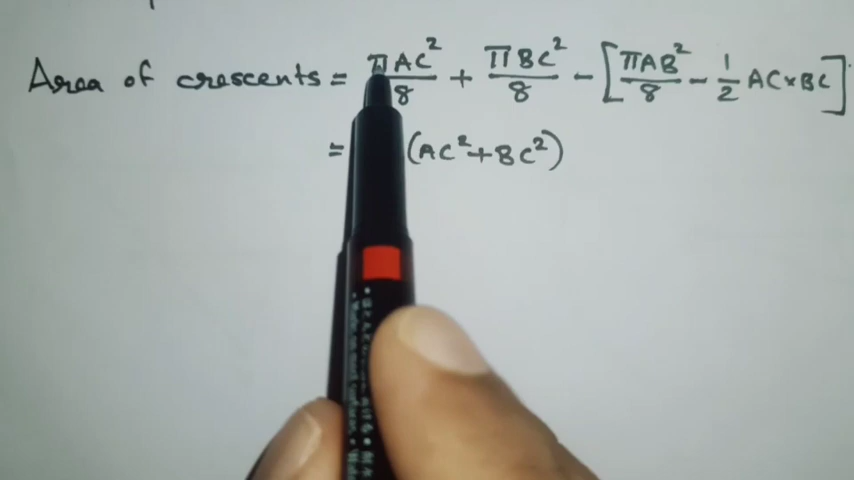 Area of crescents = πAC²/8 + πBC²/8 - [πAB²/8 - 1/2 AC×BC]
= (AC²+BC²)